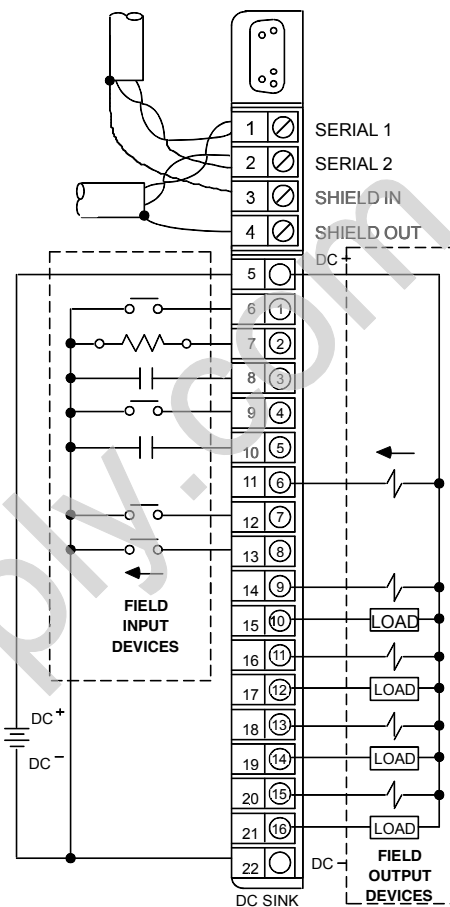 1 SERIAL 1
2 SERIAL 2
3 SHIELD IN
4 SHIELD OUT
DC -
5
6 1
7 2
8 3
9 4
10 5
11 6
12 7
13 8
14 9
FIELD
INPUT
DEVICES
15 10 LOAD
16 11
17 12 LOAD
DC +
18 13
DC -
19 14 LOAD
20 15
21 16 LOAD
22
DC -
FIELD
OUTPUT
DEVICES
DC SINK
ply.com